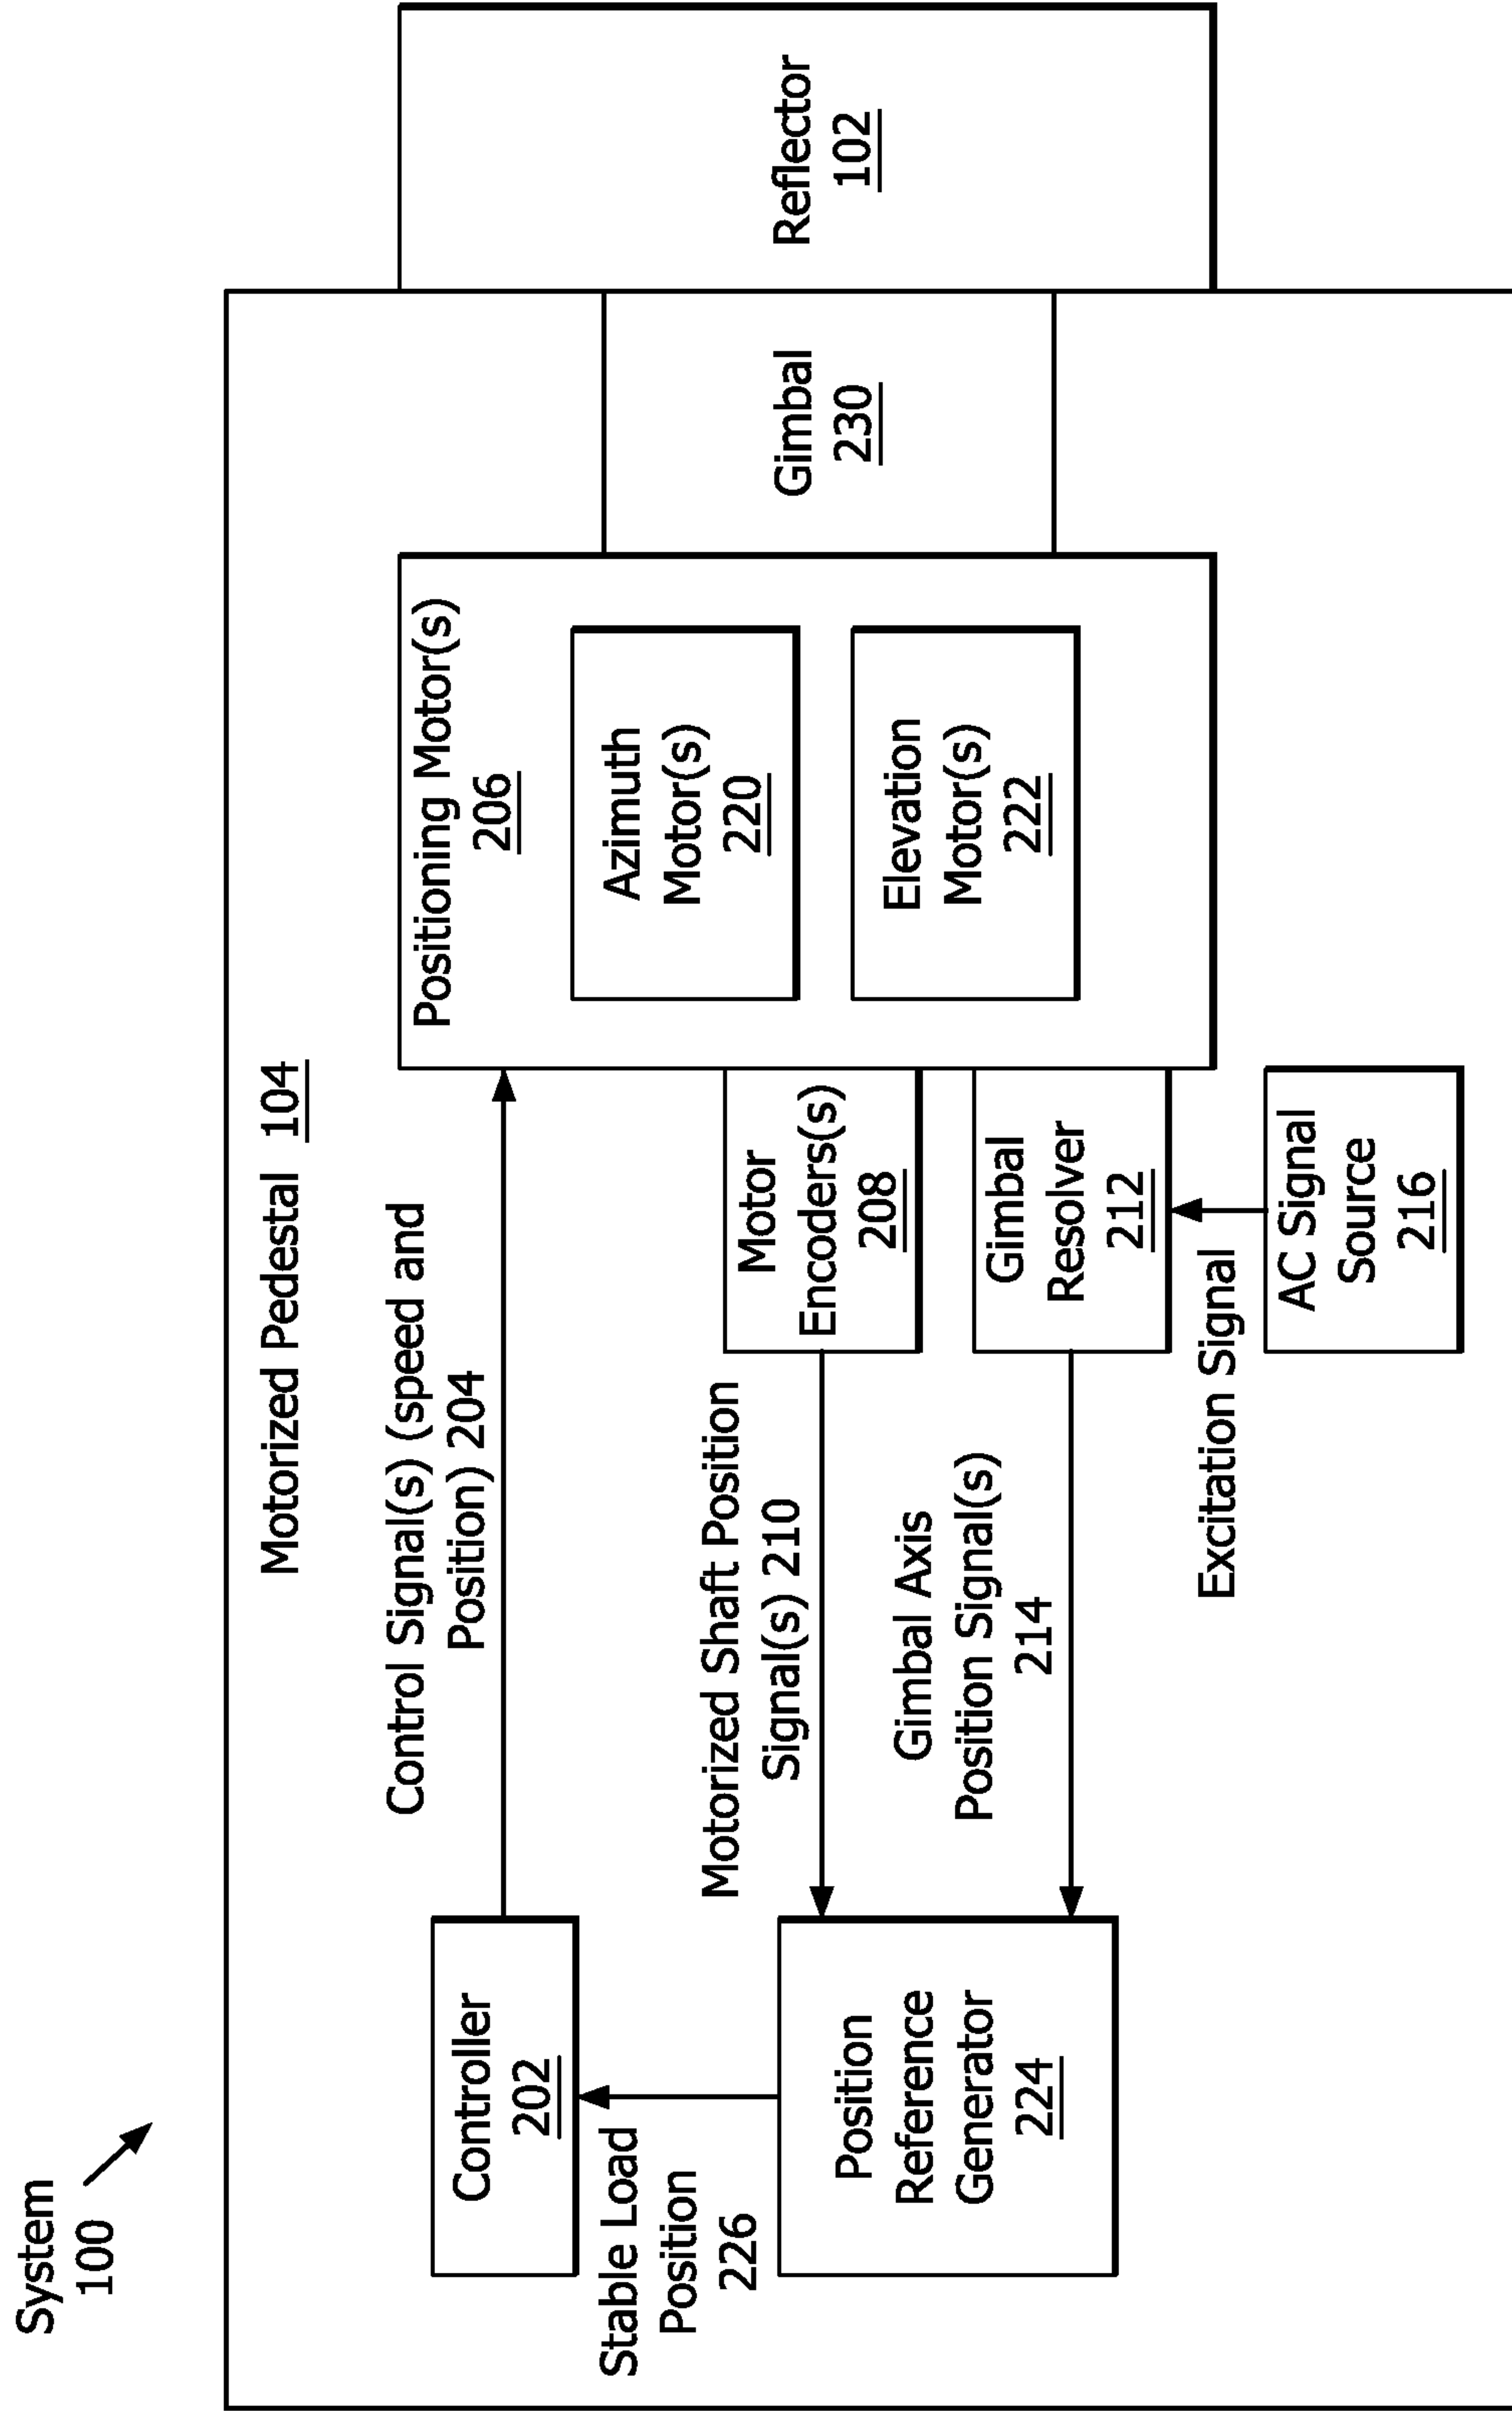 System
100
Motorized Pedestal 104
Control Signal(s) (speed and
Position) 204
Controller
202
Stable Load
Position
226
Position
Reference
Generator
224
Motorized Shaft Position
Signal(s) 210
Gimbal Axis
Position Signal(s)
214
Motor
Encoders(s)
208
Gimbal
Resolver
212
Excitation Signal
AC Signal
Source
216
Positioning Motor(s)
206
Azimuth
Motor(s)
220
Elevation
Motor(s)
222
Gimbal
230
Reflector
102